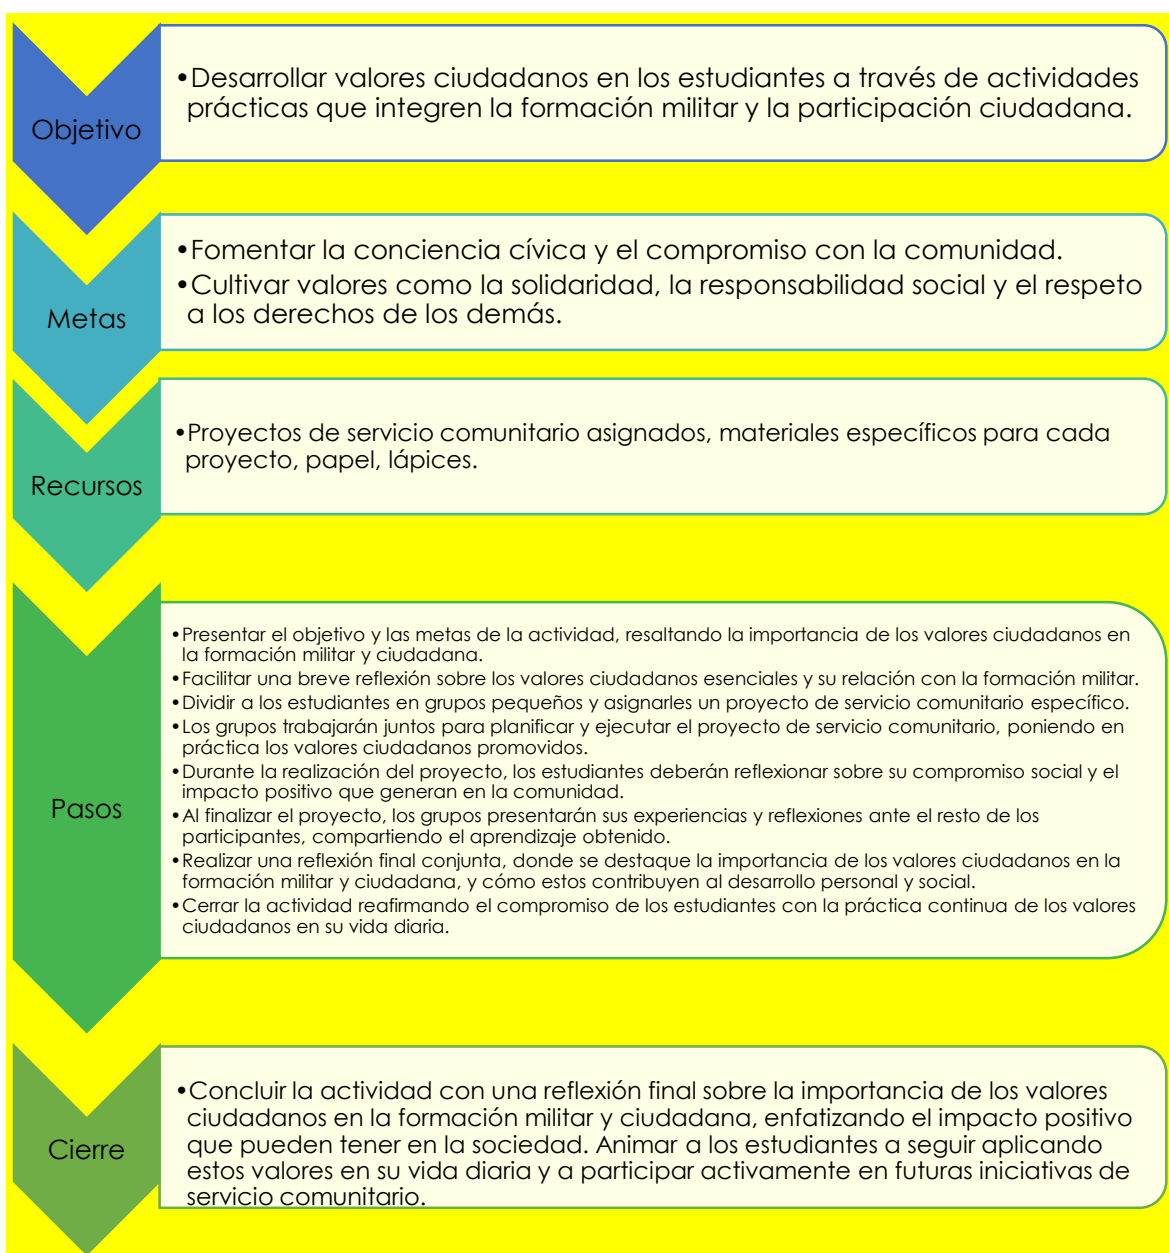 Objetivo
•Desarrollar valores ciudadanos en los estudiantes a través de actividades
prácticas que integren la formación militar y la participación ciudadana.
Metas
•Fomentar la conciencia cívica y el compromiso con la comunidad.
•Cultivar valores como la solidaridad, la responsabilidad social y el respeto
a los derechos de los demás.
Recursos
•Proyectos de servicio comunitario asignados, materiales específicos para cada
proyecto, papel, lápices.
Pasos
•Presentar el objetivo y las metas de la actividad, resaltando la importancia de los valores ciudadanos en
la formación militar y ciudadana.
•Facilitar una breve reflexión sobre los valores ciudadanos esenciales y su relación con la formación militar.
•Dividir a los estudiantes en grupos pequeños y asignarles un proyecto de servicio comunitario específico.
•Los grupos trabajarán juntos para planificar y ejecutar el proyecto de servicio comunitario, poniendo en
práctica los valores ciudadanos promovidos.
•Durante la realización del proyecto, los estudiantes deberán reflexionar sobre su compromiso social y el
impacto positivo que generan en la comunidad.
•Al finalizar el proyecto, los grupos presentarán sus experiencias y reflexiones ante el resto de los
participantes, compartiendo el aprendizaje obtenido.
•Realizar una reflexión final conjunta, donde se destaque la importancia de los valores ciudadanos en la
formación militar y ciudadana, y cómo estos contribuyen al desarrollo personal y social.
•Cerrar la actividad reafirmando el compromiso de los estudiantes con la práctica continua de los valores
ciudadanos en su vida diaria.
Cierre
•Concluir la actividad con una reflexión final sobre la importancia de los valores
ciudadanos en la formación militar y ciudadana, enfatizando el impacto positivo
que pueden tener en la sociedad. Animar a los estudiantes a seguir aplicando
estos valores en su vida diaria y a participar activamente en futuras iniciativas de
servicio comunitario.